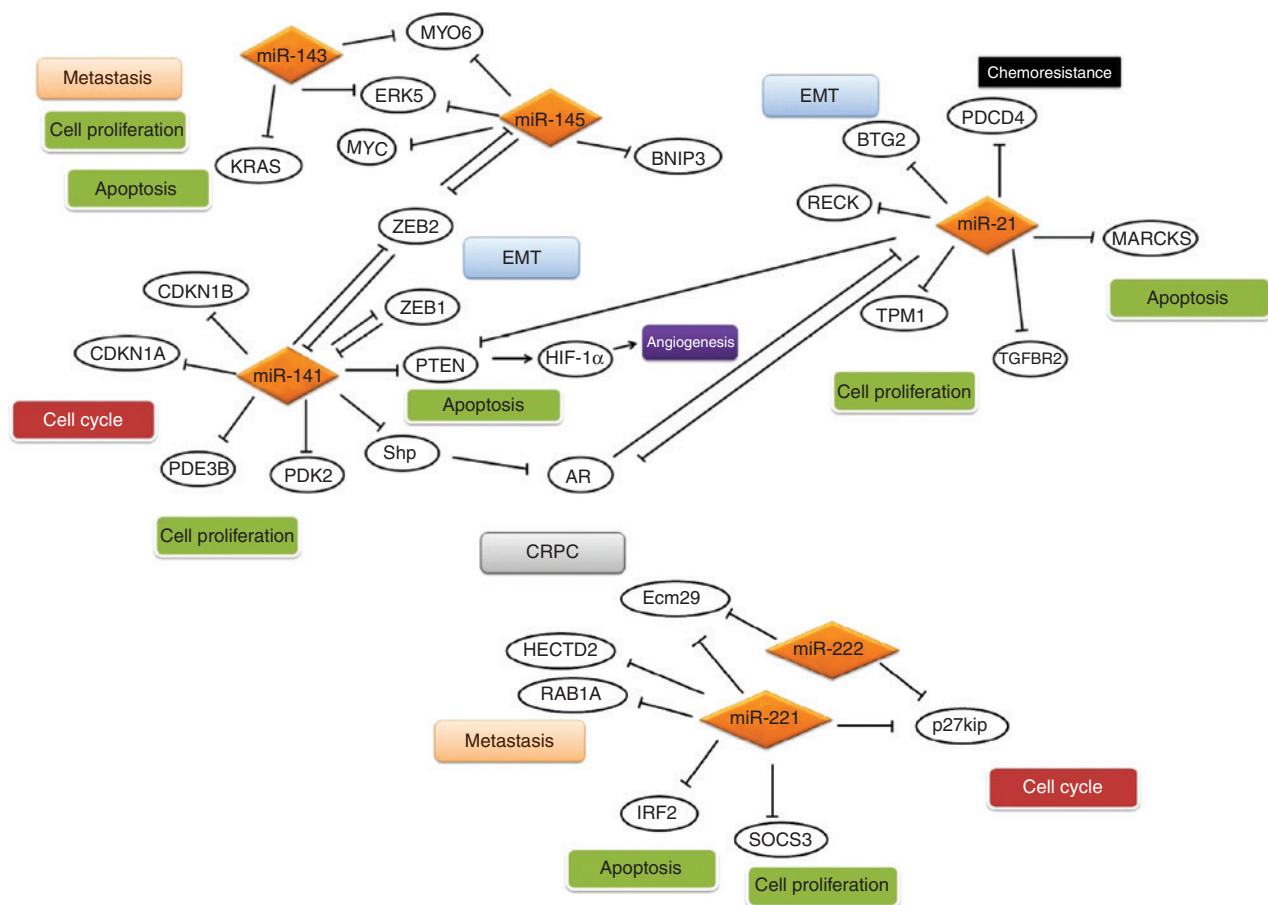 MYO6
miR-143
Metastasis
Chemoresistance
EMT
ERK5
PDCD4
miR-145
Cell proliferation
BTG2
MYC
KRAS
BNIP3
Apoptosis
RECK
ZEB2
miR-21
MARCKS
EMT
CDKN1B
Apoptosis
ZEB1
TPM1
CDKN1A
PTEN
HIF-1α
Angiogenesis
TGFBR2
miR-141
Cell proliferation
Apoptosis
Cell cycle
Shp
PDE3B
PDK2
AR
Cell proliferation
CRPC
Ecm29
miR-222
HECTD2
RAB1A
miR-221
p27kip
Metastasis
Cell cycle
IRF2
SOCS3
Apoptosis
Cell proliferation